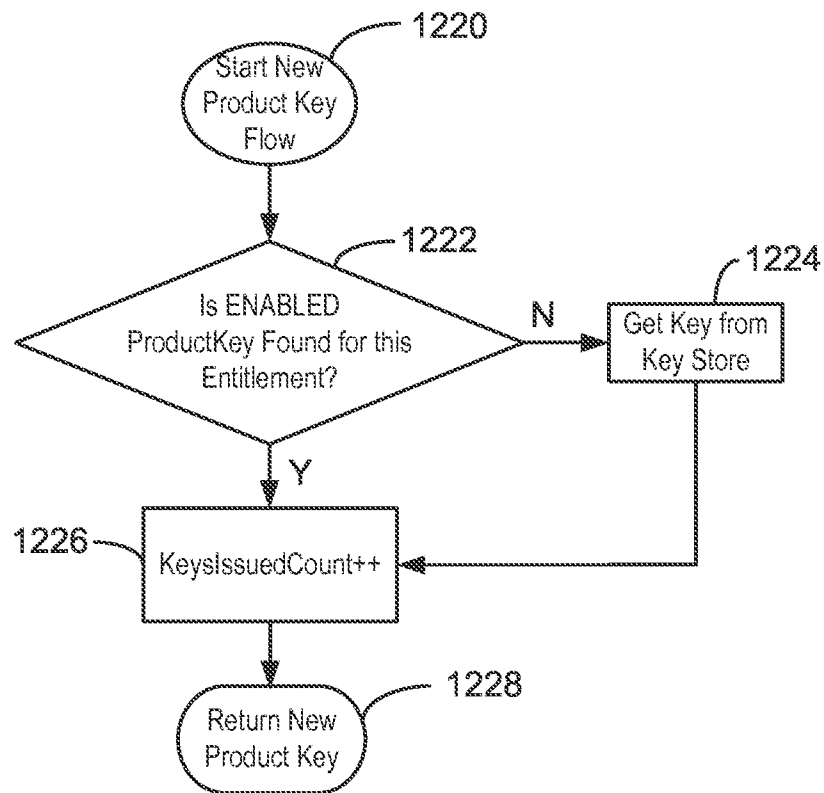 1220
Start New
Product Key
Flow
1222
Is ENABLED
ProductKey Found for this
Entitlement?
N
1224
Get Key from
Key Store
Y
1226
KeysIssuedCount++
1228
Return New
Product Key